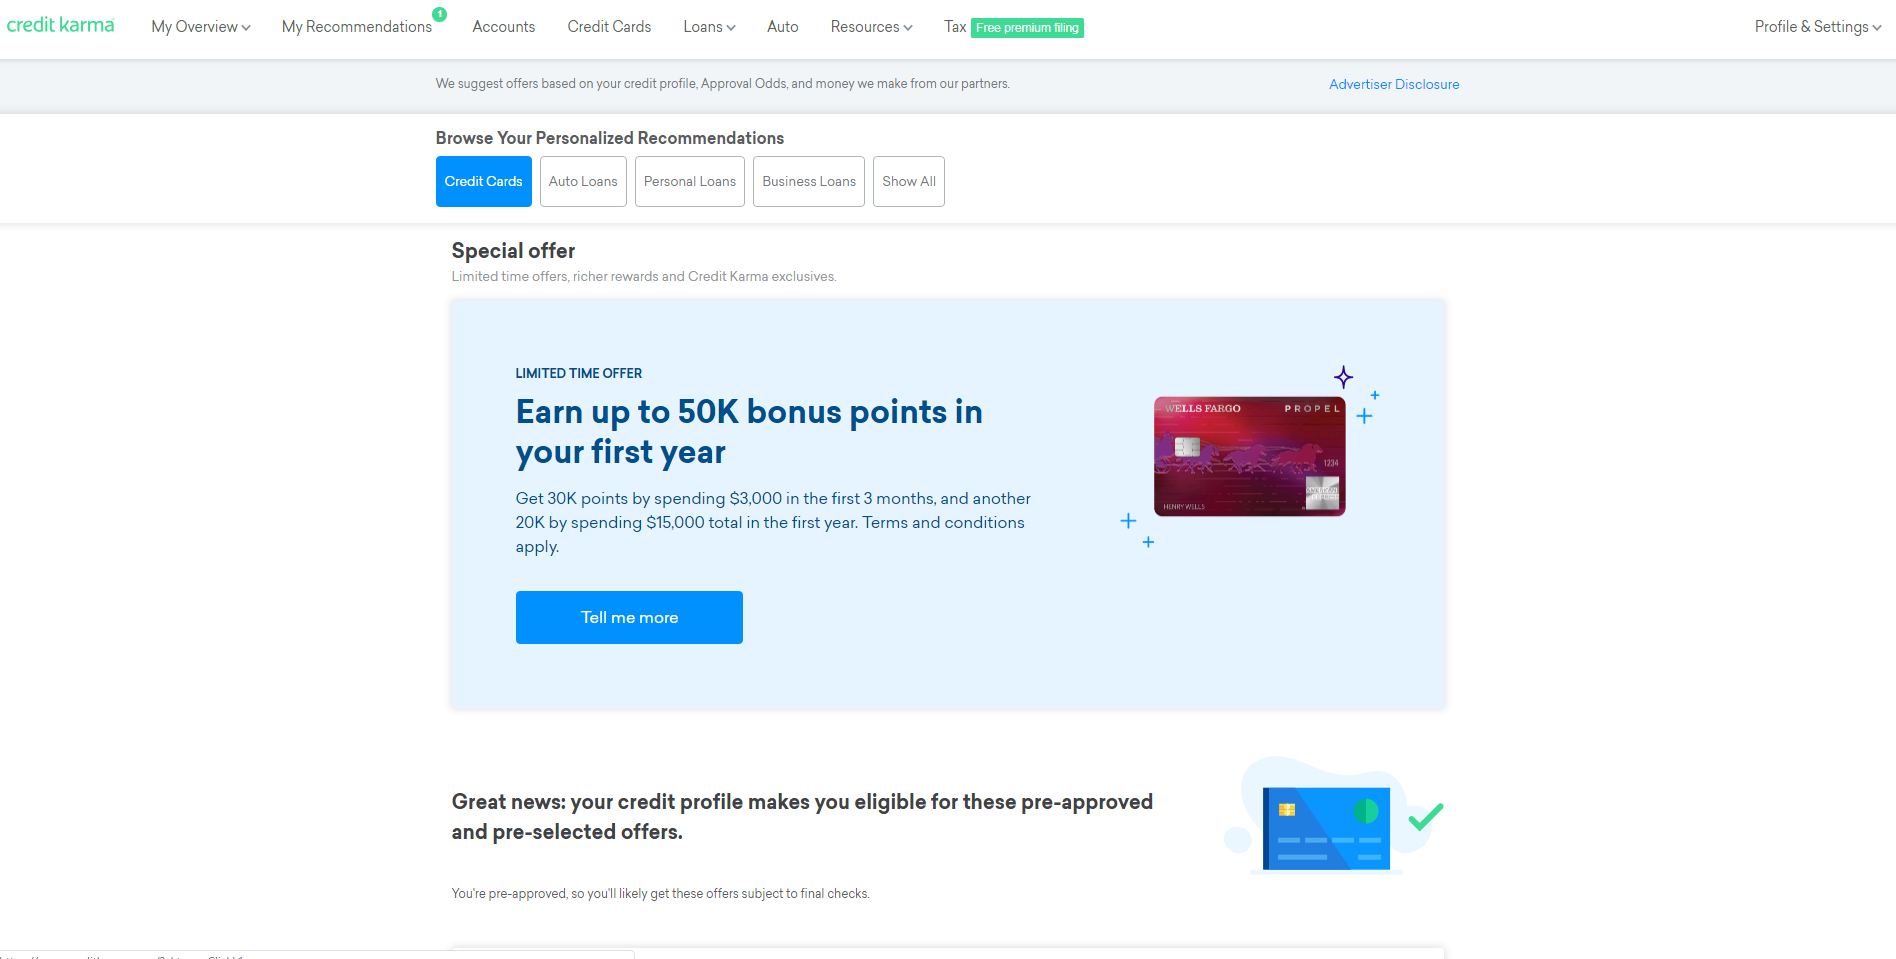 credit karma
My Overview
My Recommendations
1
Accounts
Credit Cards
Loans
Auto
Resources
Tax
Free premium filing
Profile & Settings
We suggest offers based on your credit profile, Approval Odds, and money we make from our partners.
Advertiser Disclosure
Browse Your Personalized Recommendations
Credit Cards
Auto Loans
Personal Loans
Business Loans
Show All
Special offer
Limited time offers, richer rewards and Credit Karma exclusives.
LIMITED TIME OFFER
Earn up to 50K bonus points in
your first year
Get 30K points by spending $3,000 in the first 3 months, and another
20K by spending $15,000 total in the first year. Terms and conditions
apply.
Tell me more
WELLS FARGO
PROPEL
1234
AMERICAN
EXPRESS
HENRY WELLS
Great news: your credit profile makes you eligible for these pre-approved
and pre-selected offers.
You're pre-approved, so you'll likely get these offers subject to final checks.